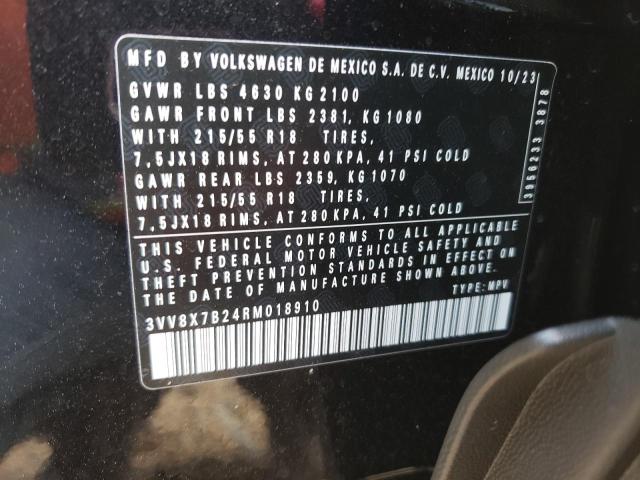 MFD BY VOLKSWAGEN DE MEXICO S.A. DE C.V. MEXICO 10/23
GVWR LBS 4630 KG 2100
GAWR FRONT LBS 2381, KG 1080
WITH 215/55 R18 TIRES,
7,5JX18 RIMS, AT 280 KPA, 41 PSI COLD
GAWR REAR LBS 2359, KG 1070
WITH 215/55 R18 TIRES,
7,5JX18 RIMS, AT 280 KPA, 41 PSI COLD
THIS VEHICLE CONFORMS TO ALL APPLICABLE
U.S. FEDERAL MOTOR VEHICLE SAFETY AND
THEFT PREVENTION STANDARDS IN EFFECT ON
THE DATE OF MANUFACTURE SHOWN ABOVE.
TYPE: MPV
3VV8X7B24RM018910
3956233 3878